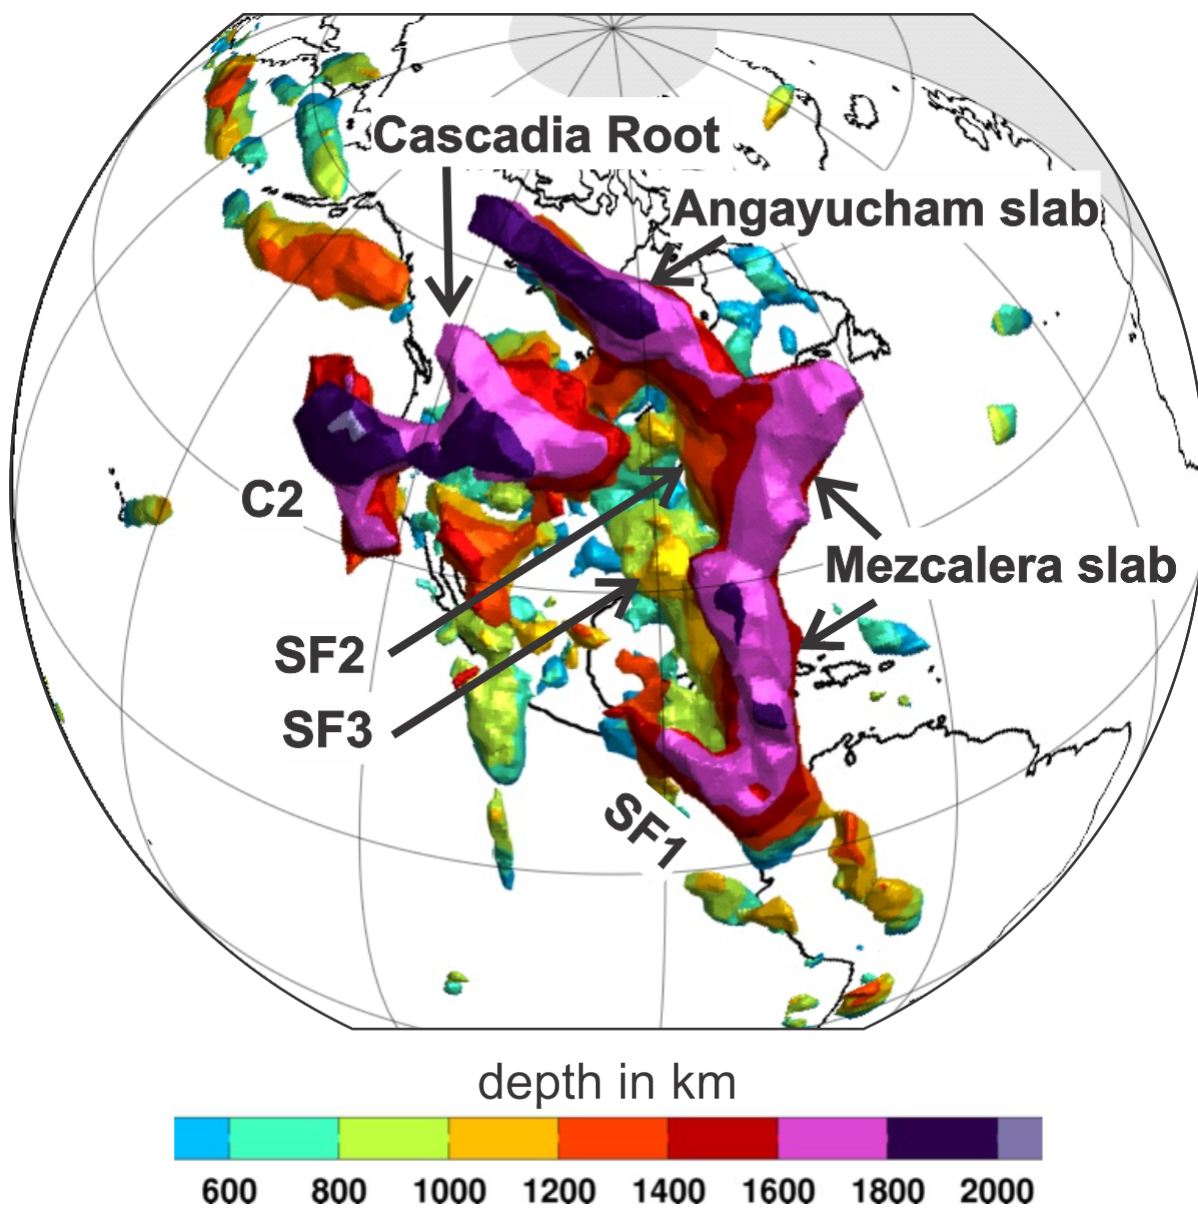 Cascadia Root
Angayucham slab
C2
Mezcalera slab
SF2
SF3
SF1
depth in km
600 800 1000 1200 1400 1600 1800 2000